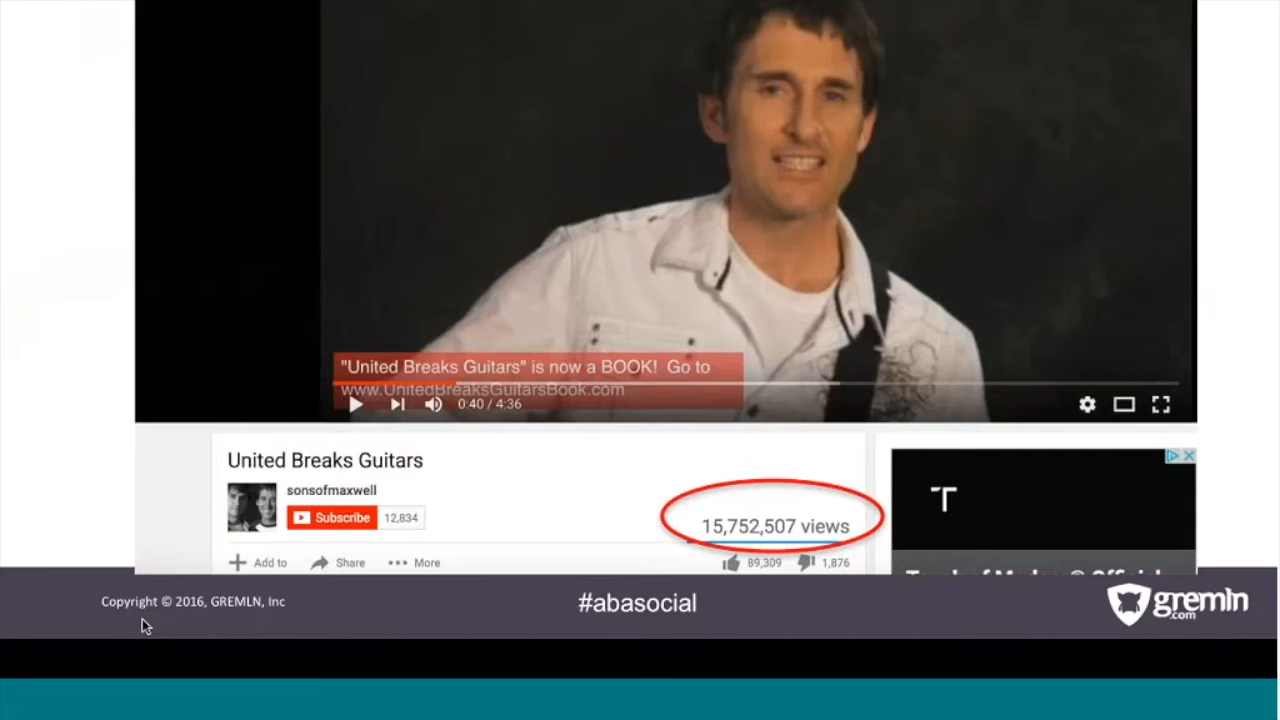 "United Breaks Guitars" is now a BOOK! Go to
www.UnitedBreaksGuitarsBook.com
0:40 / 4:36
United Breaks Guitars
sonsofmaxwell
Subscribe 12,834
15,752,507 views
Add to Share More
89,309 1,876
T
Copyright © 2016, GREMLN, Inc
#abasocial
gremln
.com